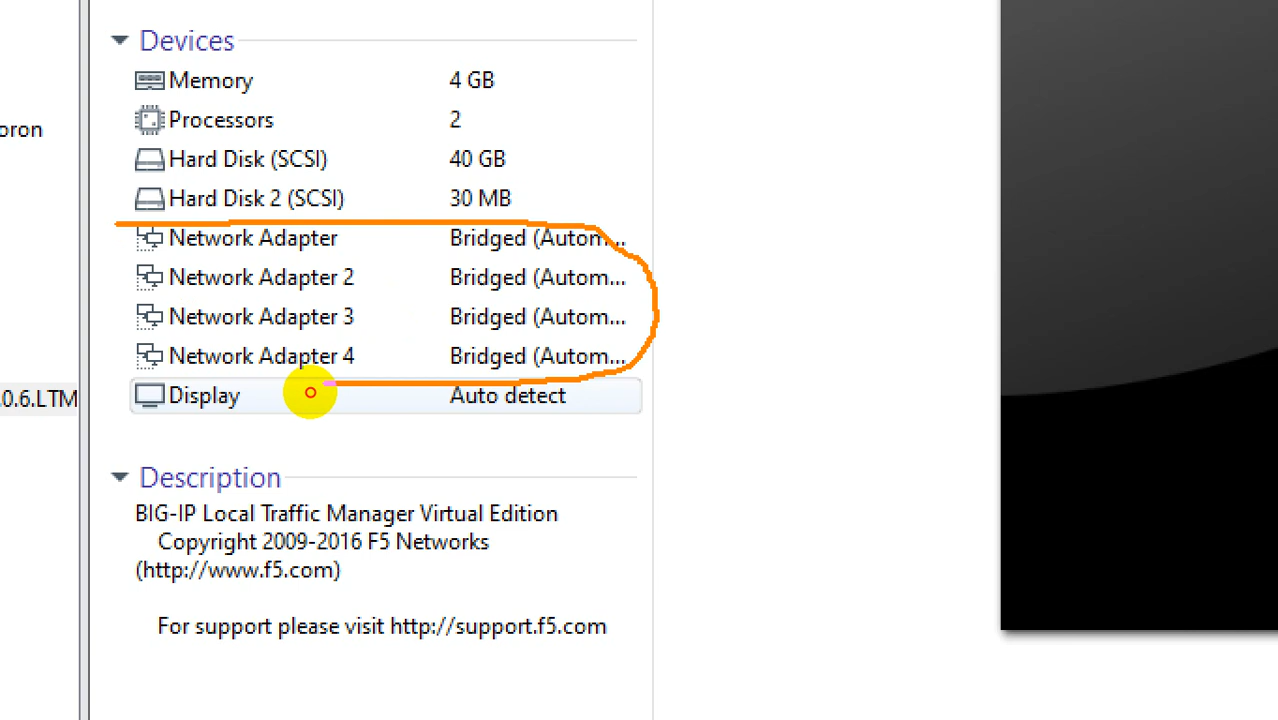 Devices
Memory 4 GB
Processors 2
oron
Hard Disk (SCSI) 40 GB
Hard Disk 2 (SCSI) 30 MB
Network Adapter Bridged (Autom...
Network Adapter 2 Bridged (Autom...
Network Adapter 3 Bridged (Autom...
Network Adapter 4 Bridged (Autom...
.0.6.LTM
Display Auto detect
Description
BIG-IP Local Traffic Manager Virtual Edition
Copyright 2009-2016 F5 Networks
(http://www.f5.com)
For support please visit http://support.f5.com